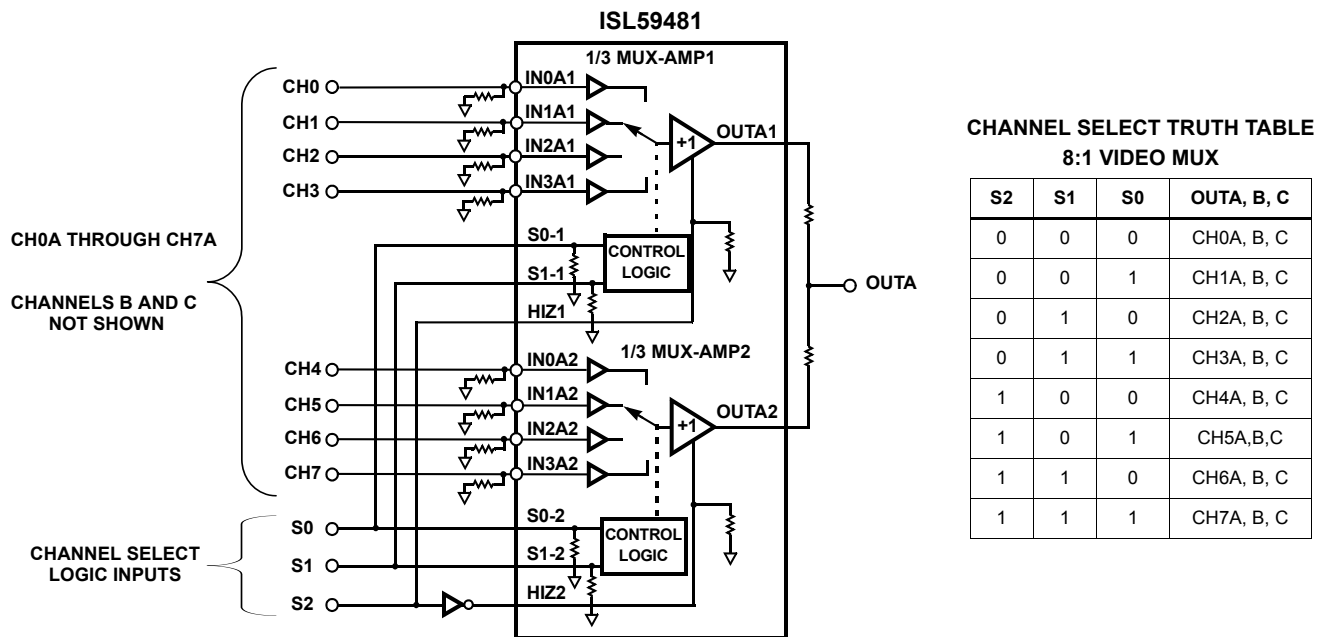 ISL59481
1/3 MUX-AMP1
CH0
IN0A1
CH1
IN1A1
CH2
IN2A1
CH3
IN3A1
+1
OUTA1
S0-1
S1-1
CONTROL
LOGIC
HIZ1
CH0A THROUGH CH7A
CHANNELS B AND C
NOT SHOWN
OUTA
1/3 MUX-AMP2
CH4
IN0A2
CH5
IN1A2
CH6
IN2A2
CH7
IN3A2
+1
OUTA2
S0
S0-2
S1
S1-2
CONTROL
LOGIC
S2
HIZ2
CHANNEL SELECT
LOGIC INPUTS
CHANNEL SELECT TRUTH TABLE
8:1 VIDEO MUX
S2 S1 S0 OUTA, B, C
0 0 0 CH0A, B, C
0 0 1 CH1A, B, C
0 1 0 CH2A, B, C
0 1 1 CH3A, B, C
1 0 0 CH4A, B, C
1 0 1 CH5A,B,C
1 1 0 CH6A, B, C
1 1 1 CH7A, B, C